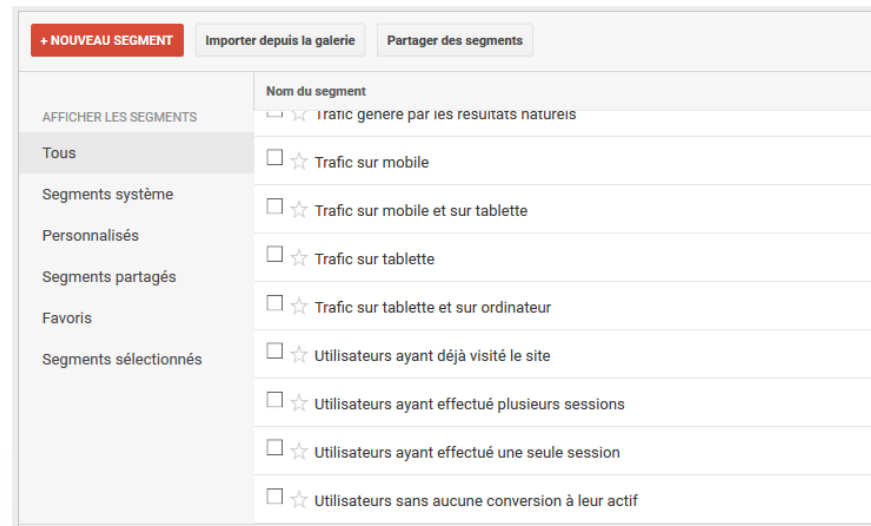 + NOUVEAU SEGMENT
Importer depuis la galerie
Partager des segments
AFFICHER LES SEGMENTS
Tous
Segments système
Personnalisés
Segments partagés
Favoris
Segments sélectionnés
Nom du segment
Trafic généré par les résultats naturels
Trafic sur mobile
Trafic sur mobile et sur tablette
Trafic sur tablette
Trafic sur tablette et sur ordinateur
Utilisateurs ayant déjà visité le site
Utilisateurs ayant effectué plusieurs sessions
Utilisateurs ayant effectué une seule session
Utilisateurs sans aucune conversion à leur actif